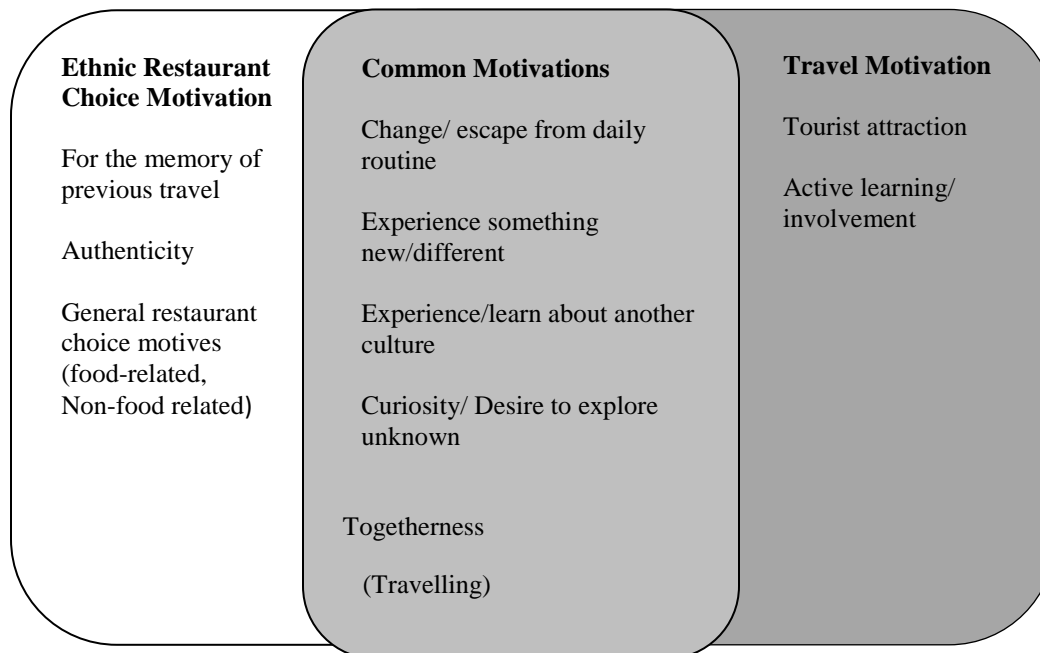 Ethnic Restaurant
Choice Motivation
For the memory of
previous travel
Authenticity
General restaurant
choice motives
(food-related,
Non-food related)
Common Motivations
Change/ escape from daily
routine
Experience something
new/different
Experience/learn about another
culture
Curiosity/ Desire to explore
unknown
Togetherness
(Travelling)
Travel Motivation
Tourist attraction
Active learning/
involvement